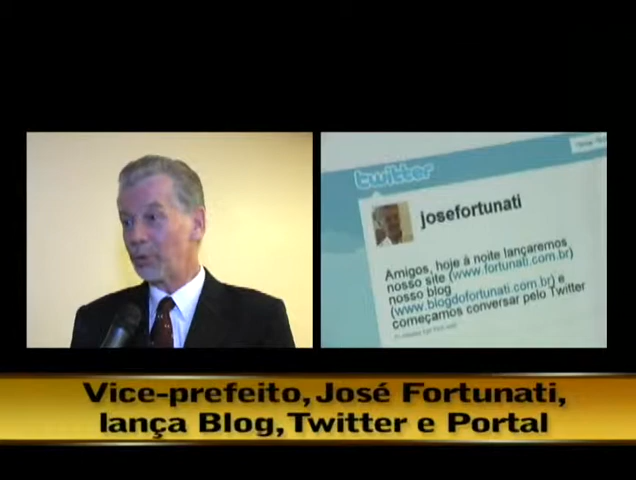 twitter
josefortunati
Amigos, hoje à noite lançaremos
nosso site (www.fortunati.com.br)
nosso blog
(www.blogdofortunati.com.br) e
começamos conversar pelo Twitter
Vice-prefeito, José Fortunati,
lança Blog, Twitter e Portal